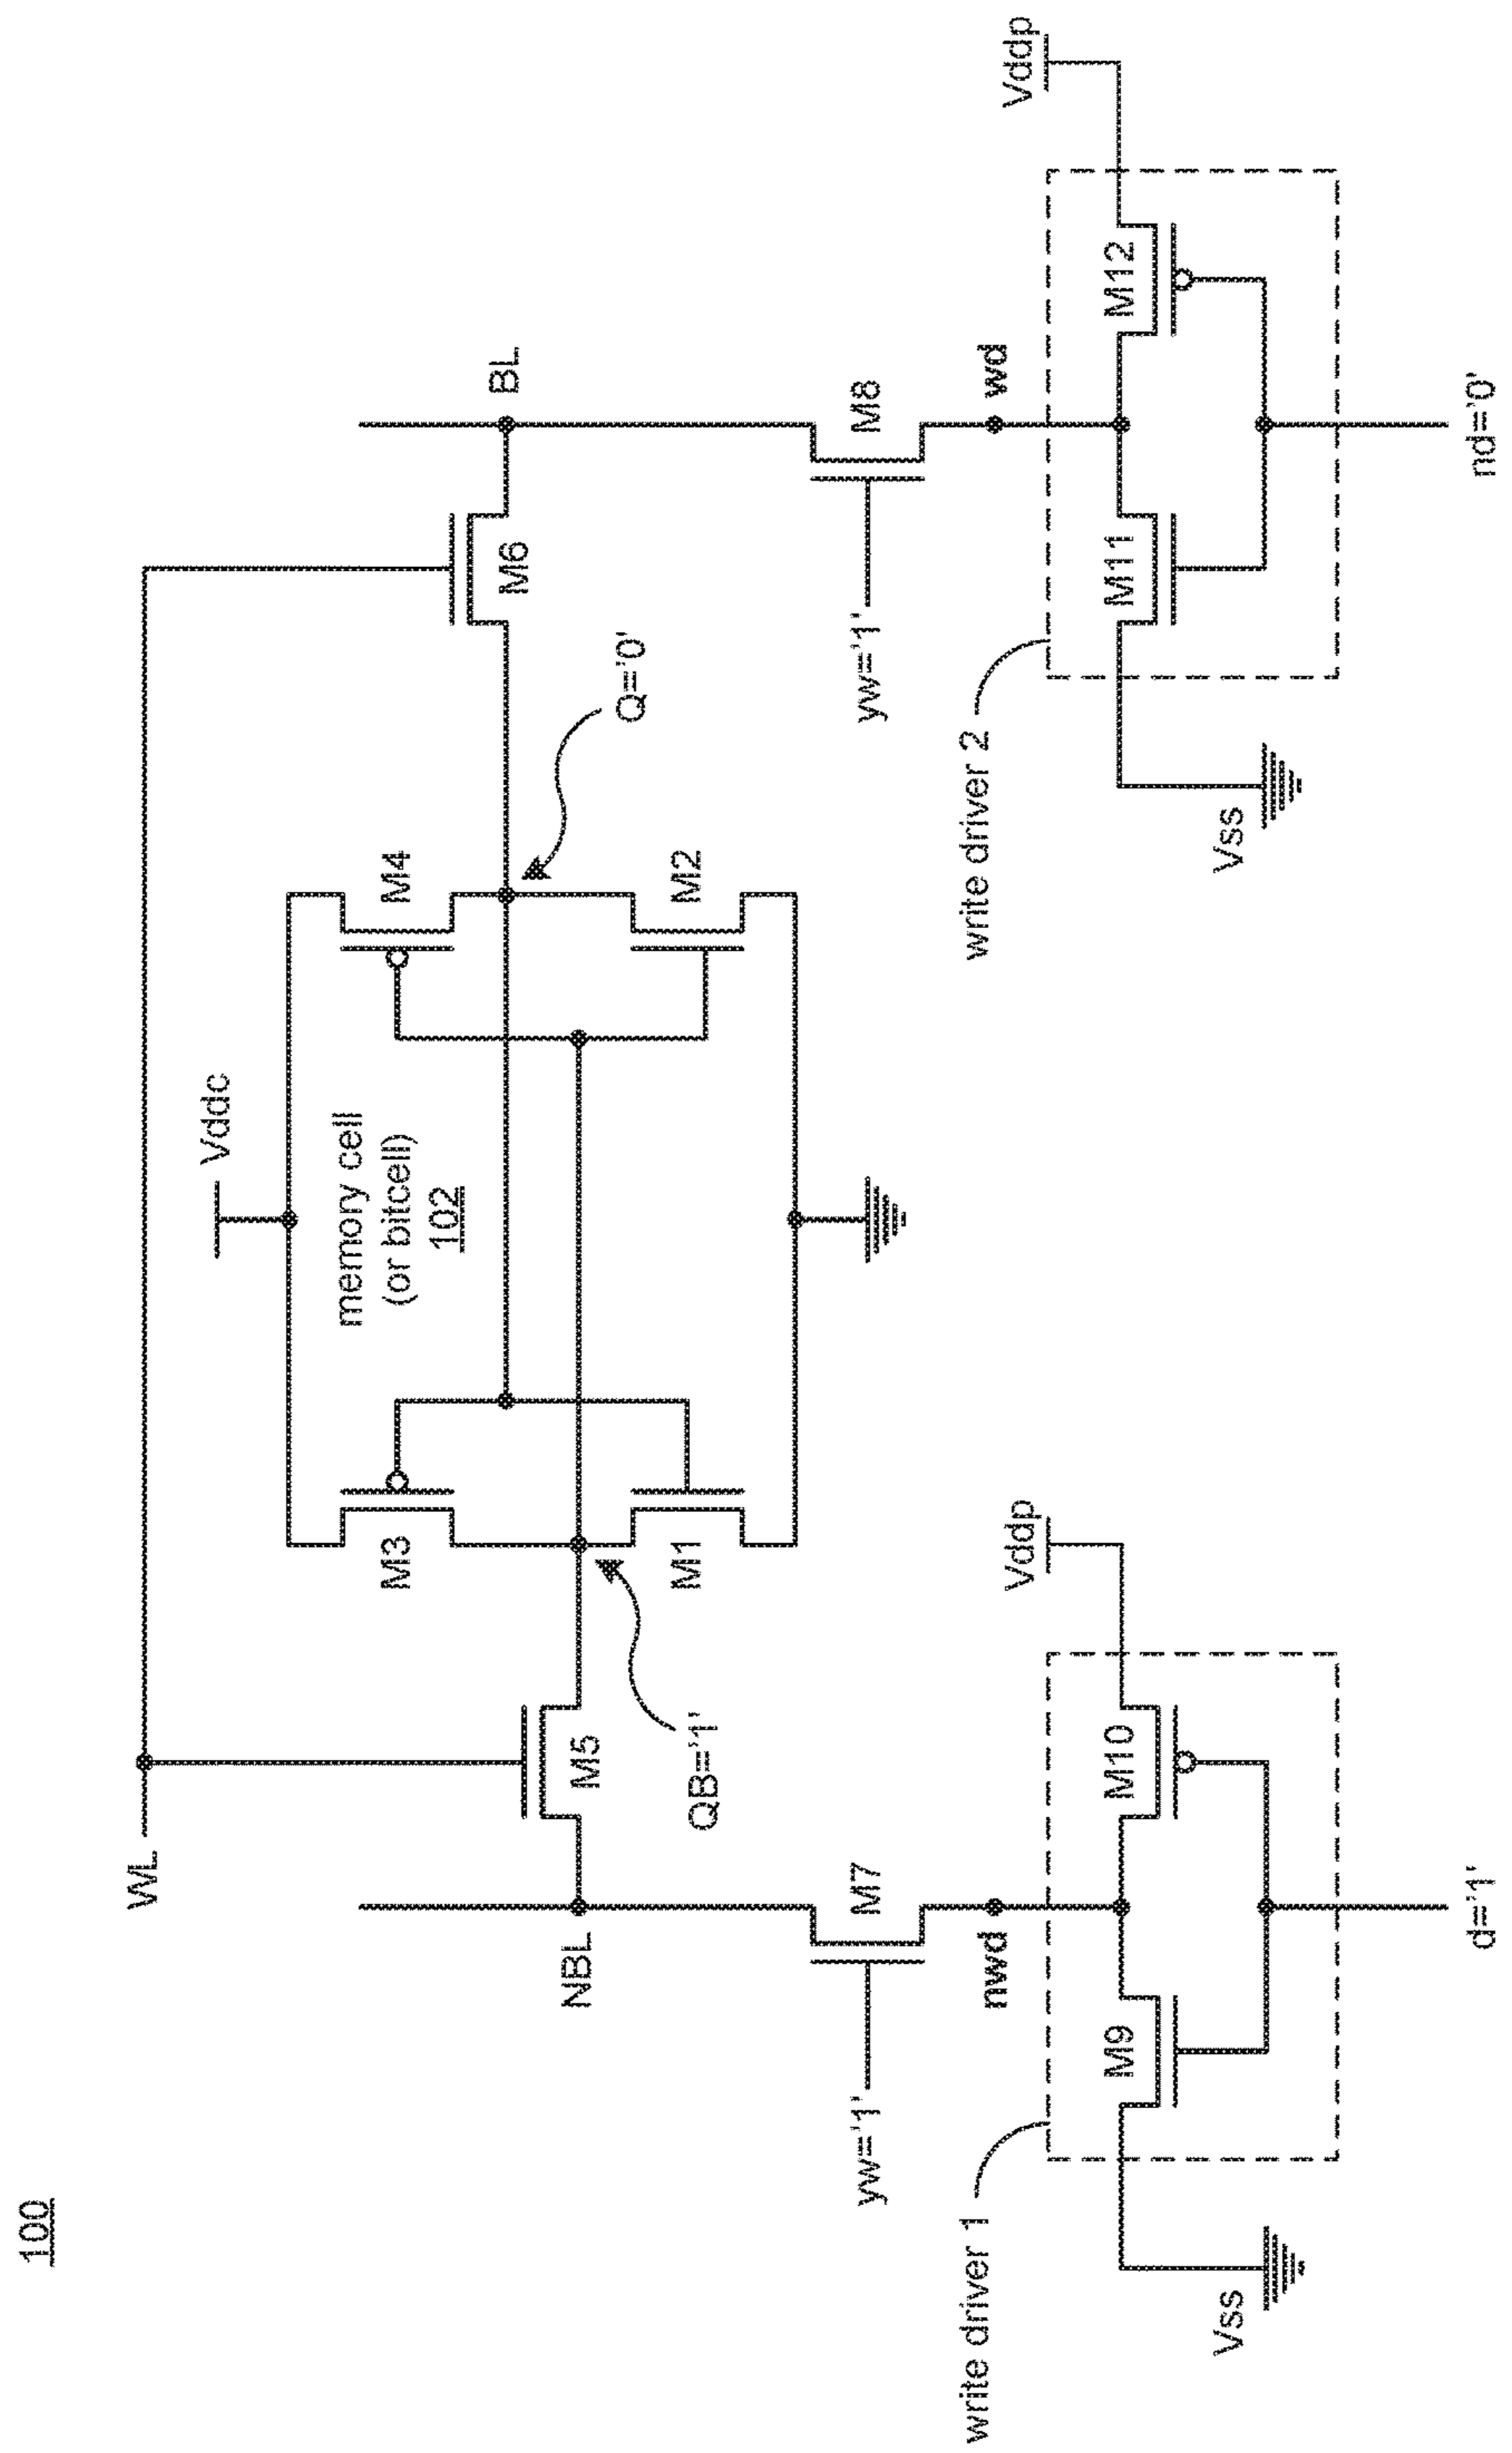 100
WL
Vddc
memory cell
(or bitcell)
102
M3
M4
M5
M6
NBL
BL
QB='1'
Q='0'
M1
M2
yw='1'
M7
yw='1'
M8
nwd
wd
write driver 1
Vddp
write driver 2
Vddp
M9
M10
M11
M12
Vss
Vss
d='1'
nd='0'